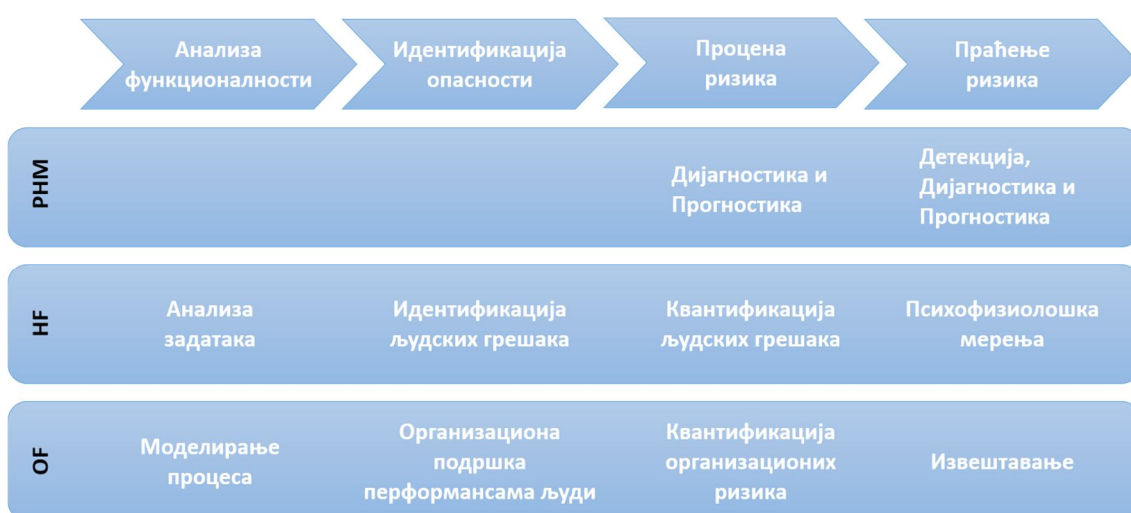 Анализа
функционалности
Идентификација
опасности
Процена
ризика
Праћење
ризика
PHM
Дијагностика и
Прогностика
Детекција,
Дијагностика и
Прогностика
HF
Анализа
задатака
Идентификација
људских грешака
Квантификација
људских грешака
Психофизиолошка
мерења
OF
Моделирање
процеса
Организациона
подршка
перформансама људи
Квантификација
организационих
ризика
Извештавање